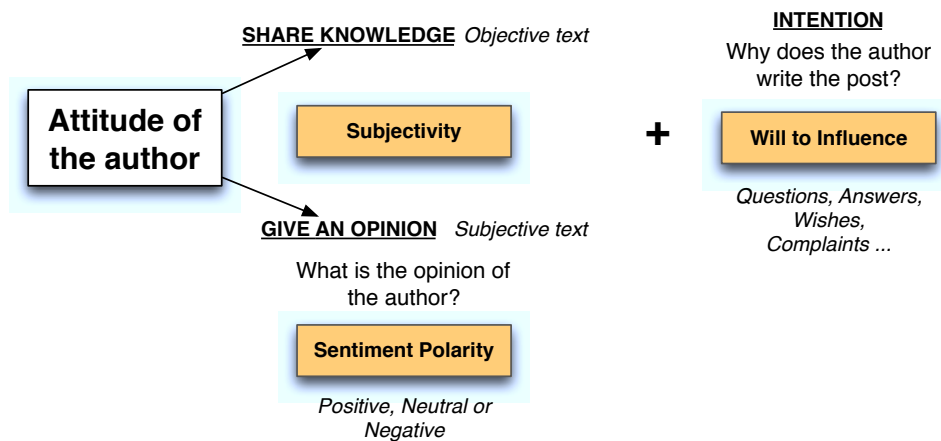 SHARE KNOWLEDGE Objective text
Attitude of
the author
Subjectivity
GIVE AN OPINION Subjective text
What is the opinion of
the author?
Sentiment Polarity
Positive, Neutral or
Negative
+
INTENTION
Why does the author
write the post?
Will to Influence
Questions, Answers,
Wishes,
Complaints ...